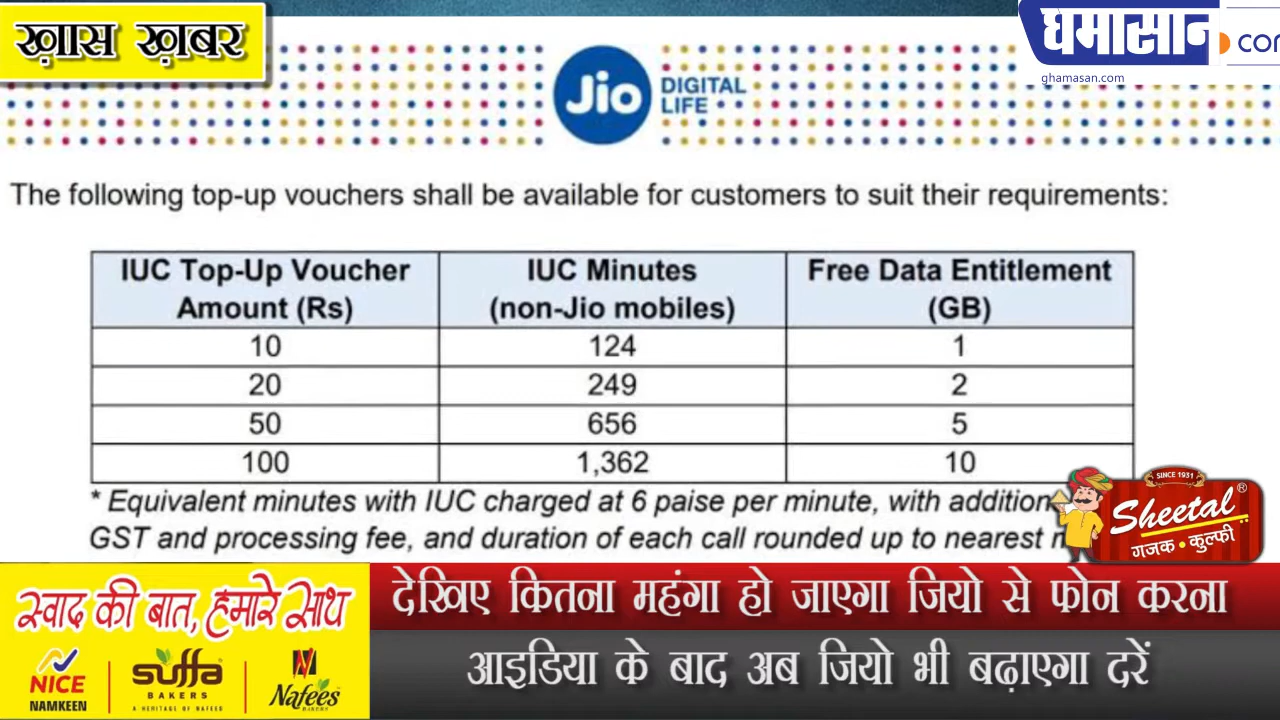 ख़ास ख़बर
घमासान.com
ghamasan.com
Jio DIGITAL
LIFE
The following top-up vouchers shall be available for customers to suit their requirements:
IUC Top-Up Voucher Amount (Rs) IUC Minutes (non-Jio mobiles) Free Data Entitlement (GB)
10 124 1
20 249 2
50 656 5
100 1,362 10
* Equivalent minutes with IUC charged at 6 paise per minute, with addition
GST and processing fee, and duration of each call rounded up to nearest
SINCE 1931
Sheetal®
गजक • कुल्फी
स्वाद की बात, हमारे साथ
देखिए कितना महंगा हो जाएगा जियो से फोन करना
आइडिया के बाद अब जियो भी बढ़ाएगा दरें
NICE
NAMKEEN
Suffa
BAKERS
A HERITAGE OF NAFEES
N
Nafees
BAKERS